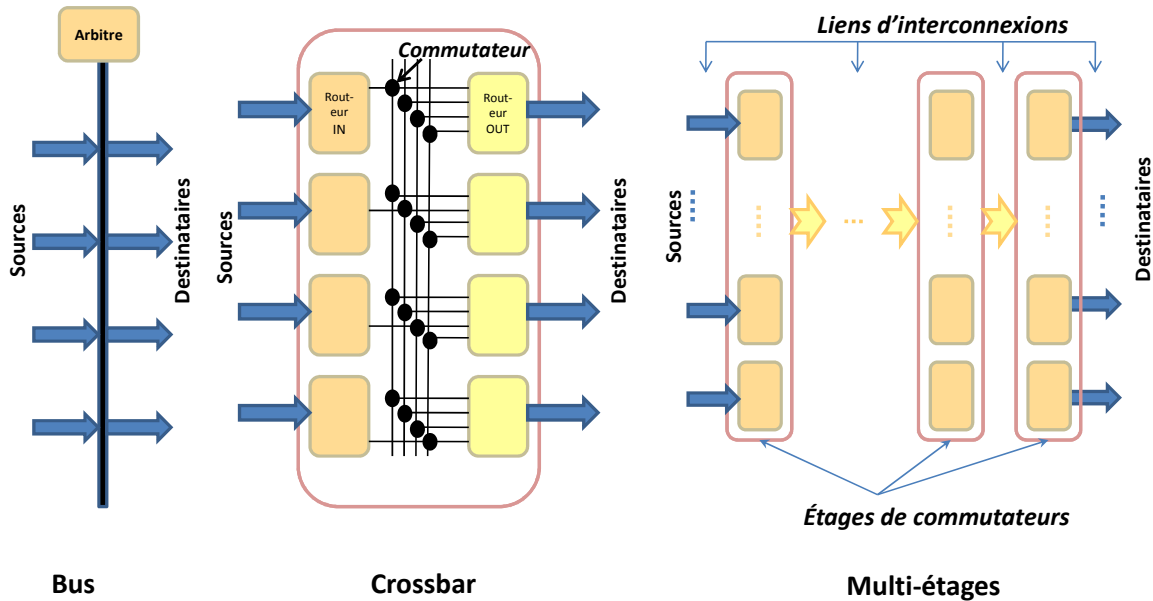 Arbitre
Sources
Destinataires
Bus
Commutateur
Rout-
eur
IN
Rout-
eur
OUT
Sources
Destinataires
Crossbar
Liens d’interconnexions
Sources
Destinataires
Étages de commutateurs
Multi-étages